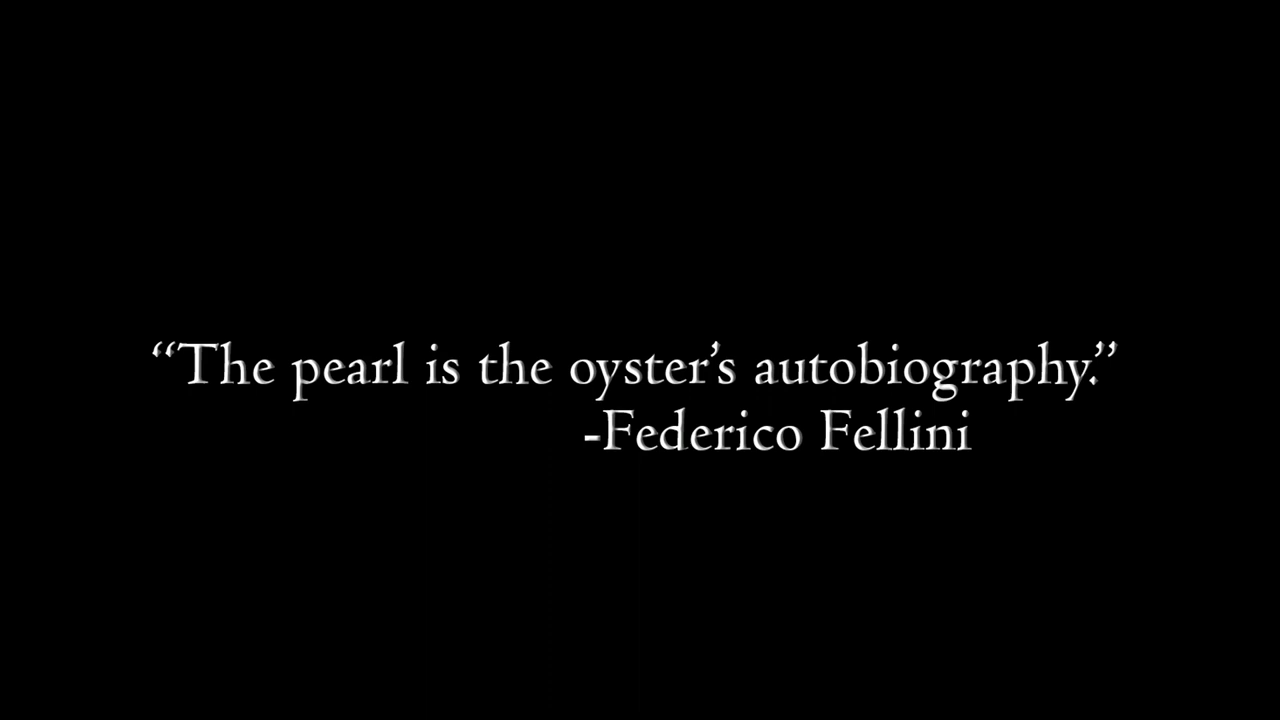 “The pearl is the oyster’s autobiography.”
-Federico Fellini